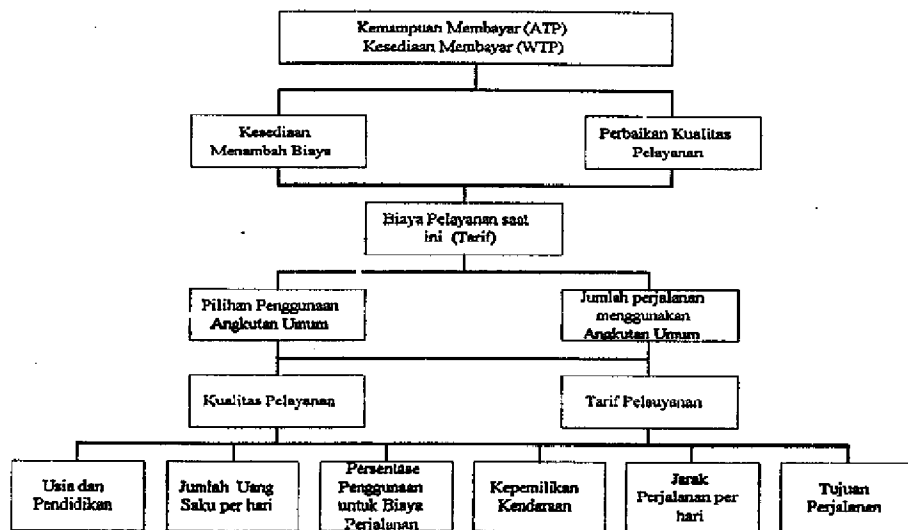 Kemampuan Membayar (ATP)
Kesediaan Membayar (WTP)
Kesediaan
Menambah Biaya
Perbaikan Kualitas
Pelayanan
Biaya Pelayanan saat
ini (Tarif)
Pilihan Penggunaan
Angkutan Umum
Jumlah perjalanan
menggunakan
Angkutan Umum
Kualitas Pelayanan
Tarif Pelauyanan
Usia dan
Pendidikan
Jumlah Uang
Saku per hari
Persentase
Penggunaan
untuk Biaya
Perjalanan
Kepemilikan
Kendaraan
Jarak
Perjalanan per
hari
Tujuan
Perjalanan